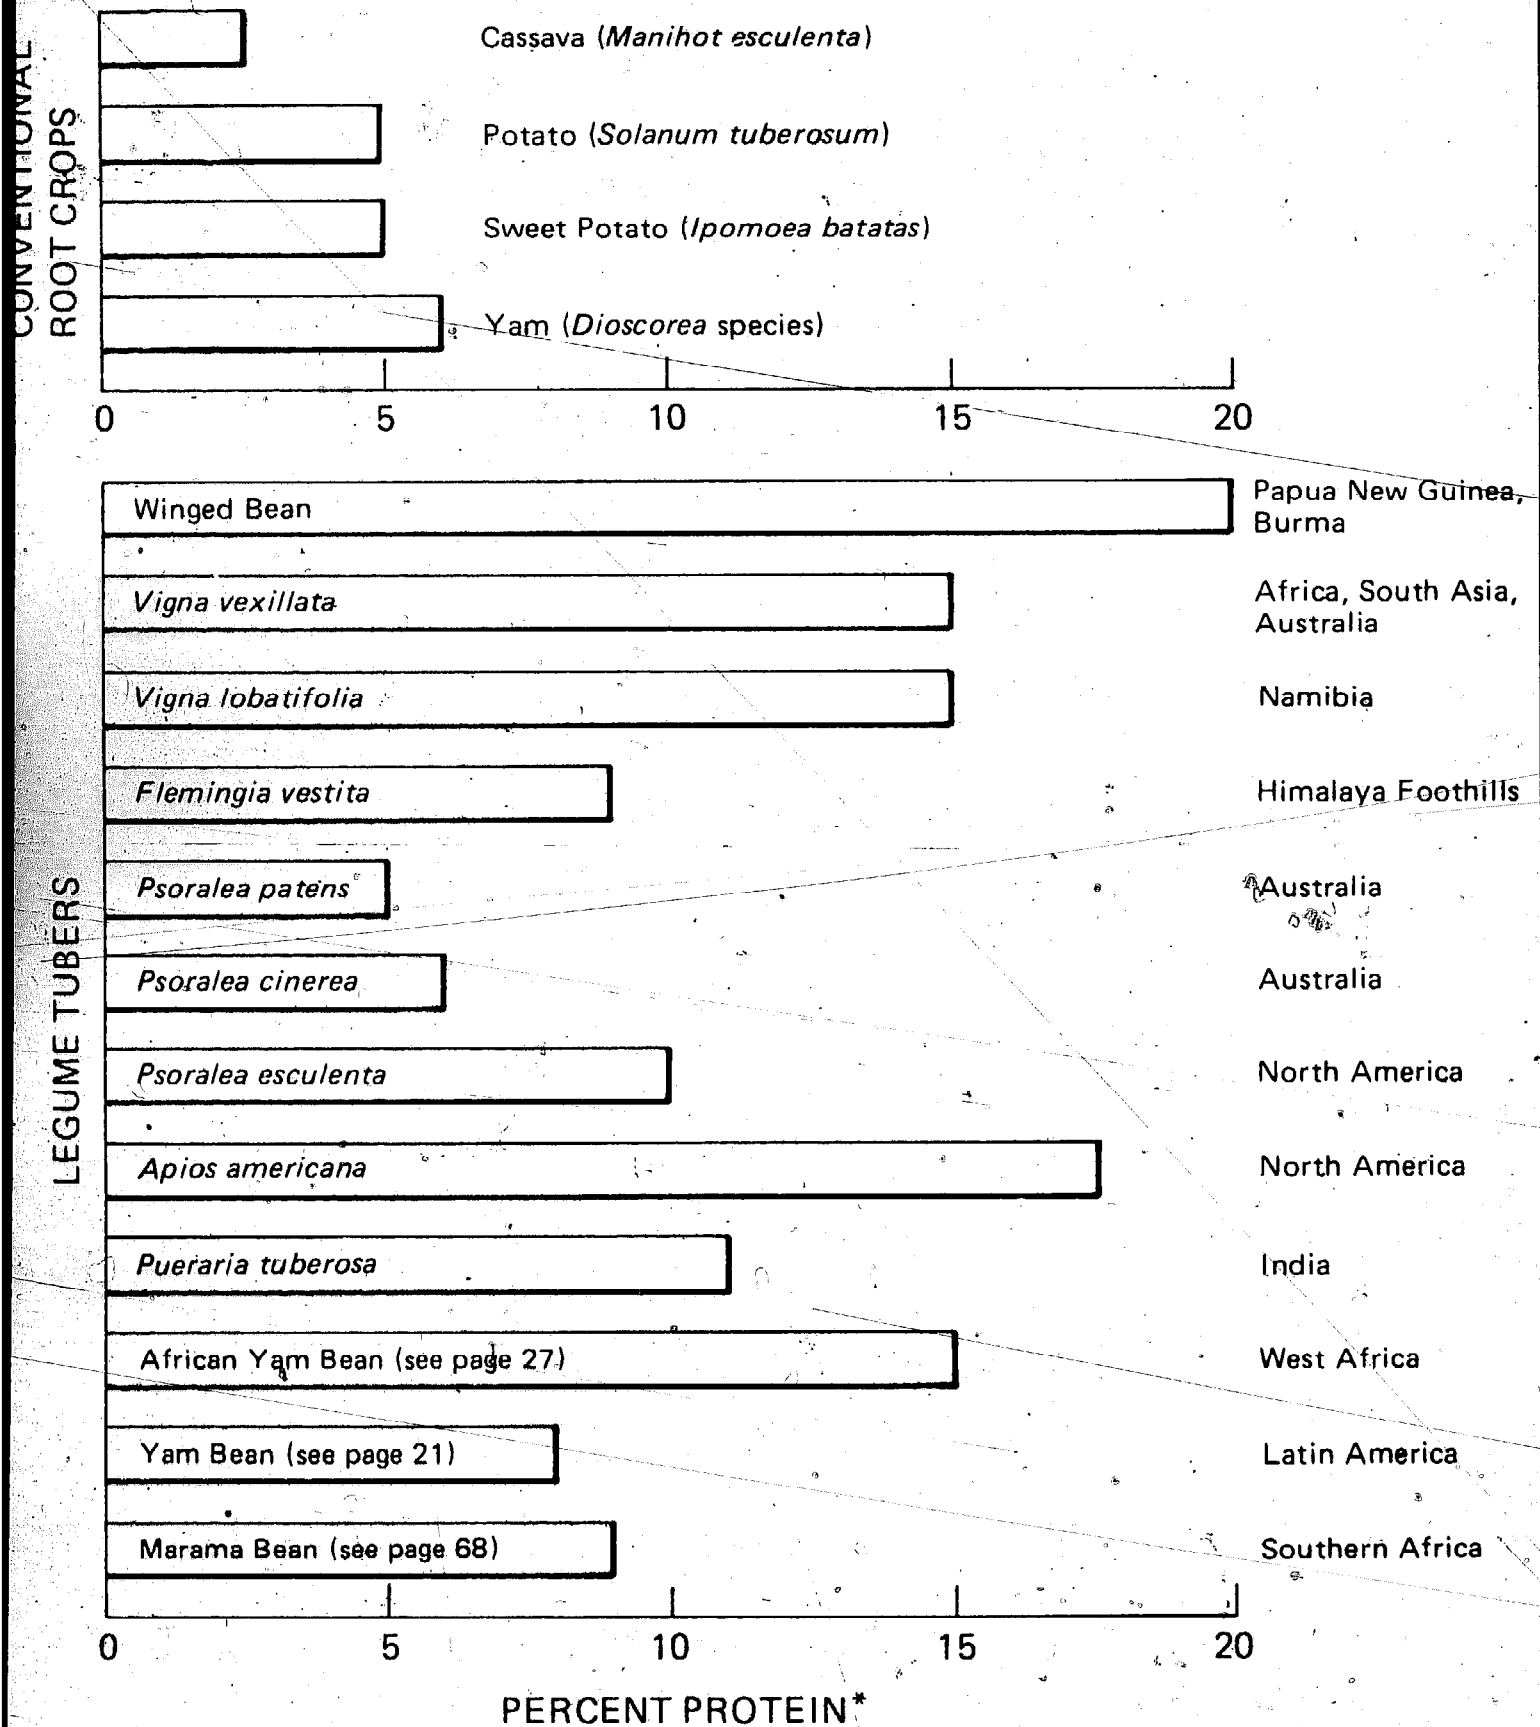 CONVENTIONAL
ROOT CROPS
Cassava (Manihot esculenta)
Potato (Solanum tuberosum)
Sweet Potato (Ipomoea batatas)
Yam (Dioscorea species)
0 5 10 15 20
LEGUME TUBERS
Winged Bean
Papua New Guinea,
Burma
Vigna vexillata
Africa, South Asia,
Australia
Vigna lobatifolia
Namibia
Flemingia vestita
Himalaya Foothills
Psoralea patens
Australia
Psoralea cinerea
Australia
Psoralea esculenta
North America
Apios americana
North America
Pueraria tuberosa
India
African Yam Bean (see page 27)
West Africa
Yam Bean (see page 21)
Latin America
Marama Bean (see page 68)
Southern Africa
0 5 10 15 20
PERCENT PROTEIN*